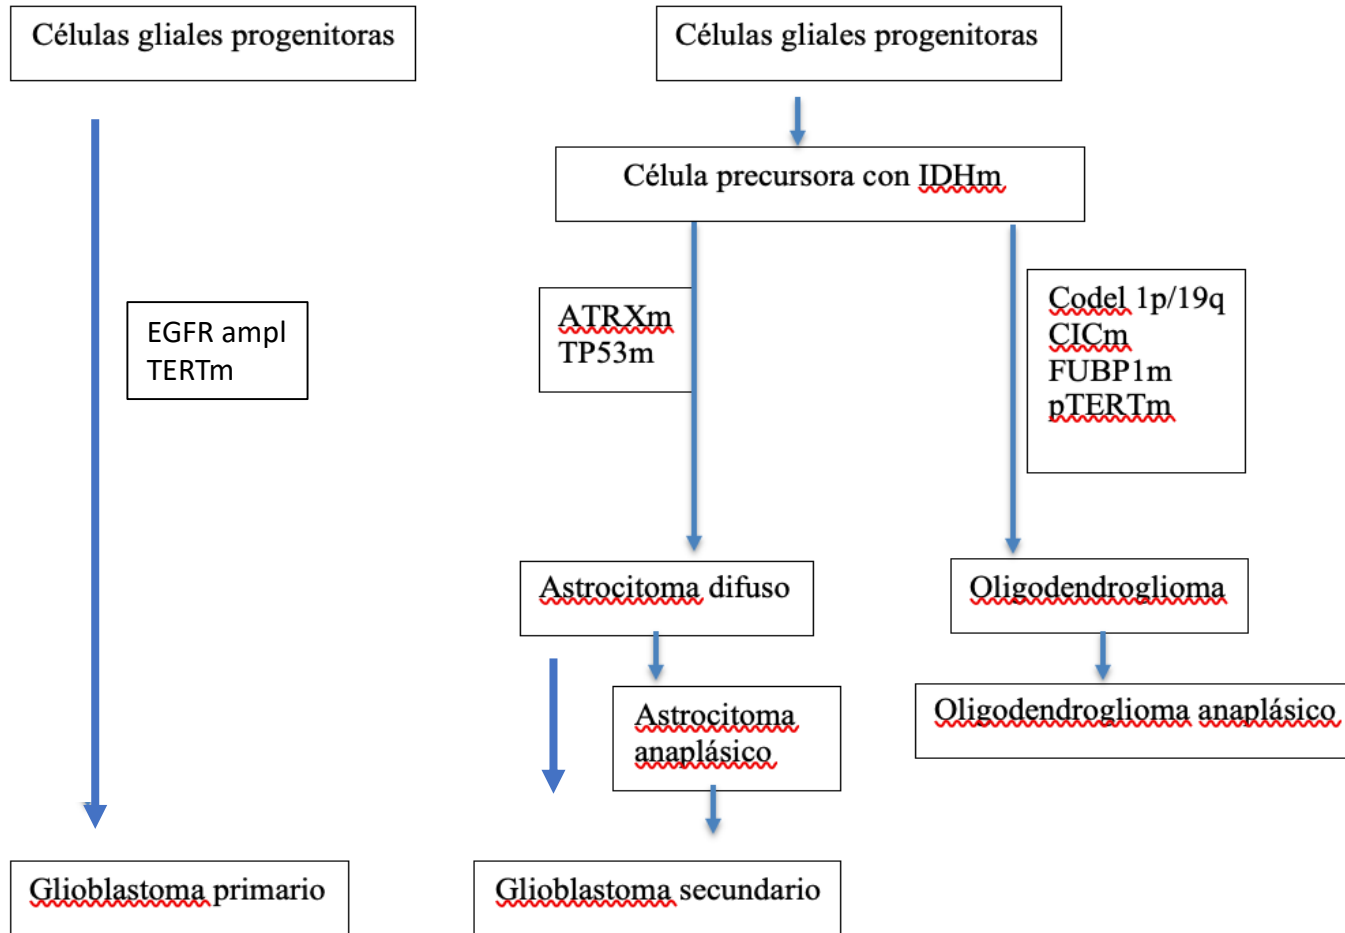 Células gliales progenitoras
Células gliales progenitoras
Célula precursora con IDHm
EGFR ampl
TERTm
ATRXm
TP53m
Codel 1p/19q
CICm
FUBP1m
pTERTm
Astrocitoma difuso
Oligodendroglioma
Astrocitoma
anaplásico
Oligodendroglioma anaplásico
Glioblastoma primario
Glioblastoma secundario